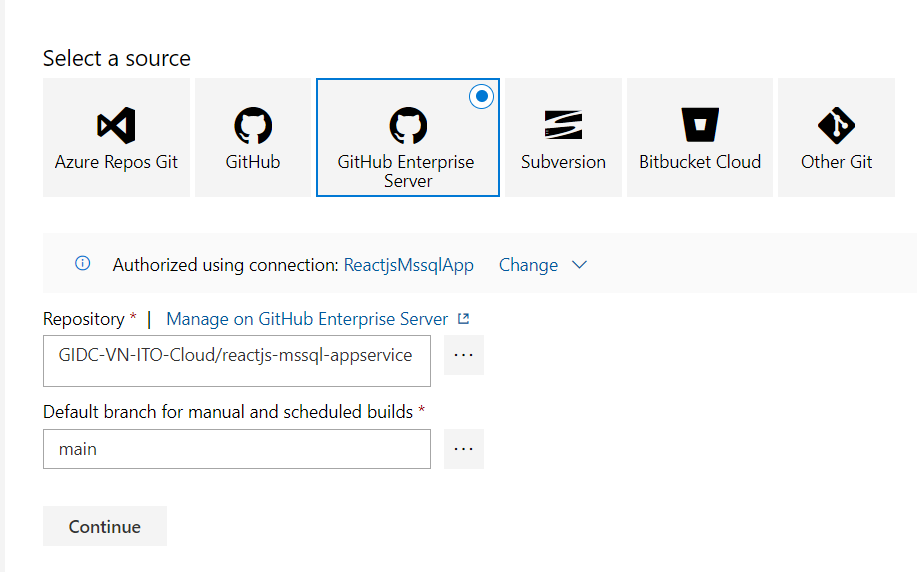 Select a source
Azure Repos Git
GitHub
GitHub Enterprise
Server
Subversion
Bitbucket Cloud
Other Git
Authorized using connection: ReactjsMssqlApp Change
Repository * | Manage on GitHub Enterprise Server
GIDC-VN-ITO-Cloud/reactjs-mssql-appservice
...
Default branch for manual and scheduled builds *
main
...
Continue